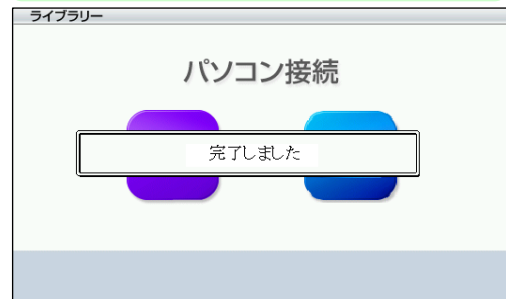 ライブラリー
パソコン接続
完了しました